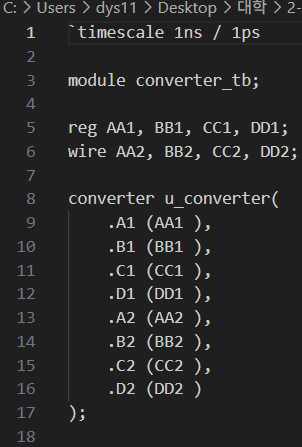 C: > Users > dys11 > Desktop > 대학 > 2-
1 `timescale 1ns / 1ps
2
3 module converter_tb;
4
5 reg AA1, BB1, CC1, DD1;
6 wire AA2, BB2, CC2, DD2;
7
8 converter u_converter(
9 .A1 (AA1 ),
10 .B1 (BB1 ),
11 .C1 (CC1 ),
12 .D1 (DD1 ),
13 .A2 (AA2 ),
14 .B2 (BB2 ),
15 .C2 (CC2 ),
16 .D2 (DD2 )
17 );
18